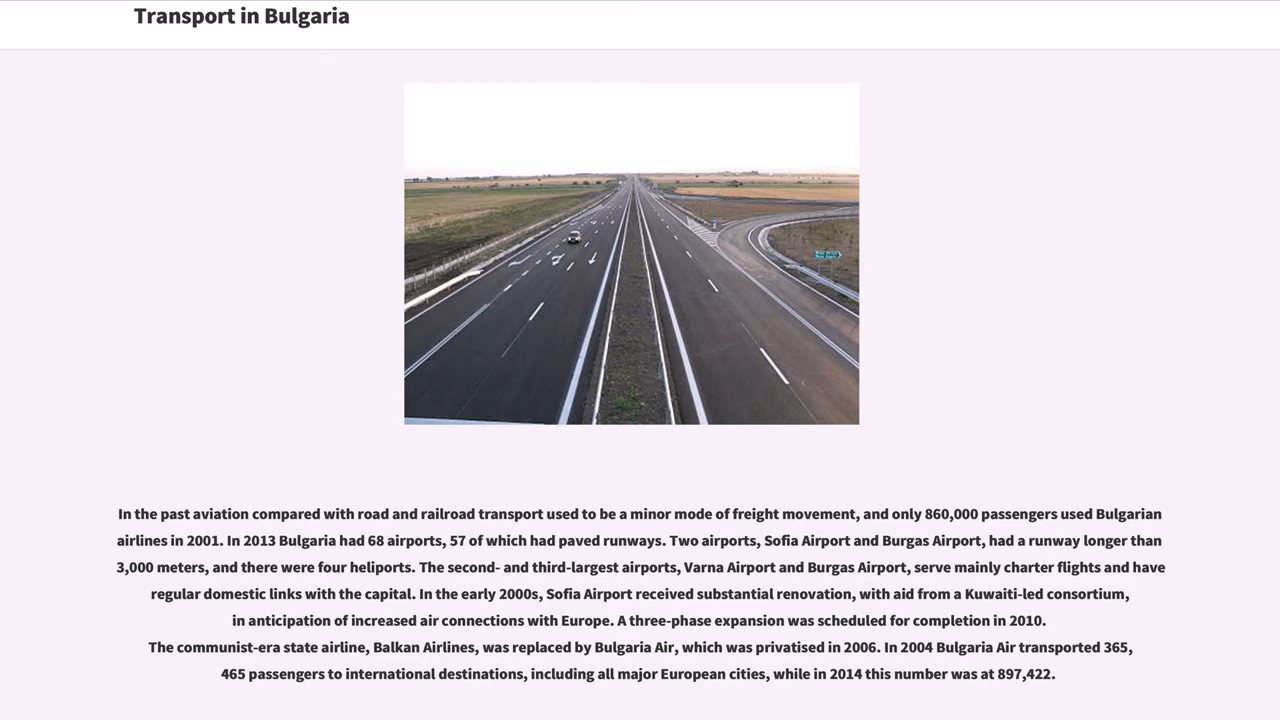 Transport in Bulgaria
In the past aviation compared with road and railroad transport used to be a minor mode of freight movement, and only 860,000 passengers used Bulgarian
airlines in 2001. In 2013 Bulgaria had 68 airports, 57 of which had paved runways. Two airports, Sofia Airport and Burgas Airport, had a runway longer than
3,000 meters, and there were four heliports. The second- and third-largest airports, Varna Airport and Burgas Airport, serve mainly charter flights and have
regular domestic links with the capital. In the early 2000s, Sofia Airport received substantial renovation, with aid from a Kuwaiti-led consortium,
in anticipation of increased air connections with Europe. A three-phase expansion was scheduled for completion in 2010.
The communist-era state airline, Balkan Airlines, was replaced by Bulgaria Air, which was privatised in 2006. In 2004 Bulgaria Air transported 365,
465 passengers to international destinations, including all major European cities, while in 2014 this number was at 897,422.